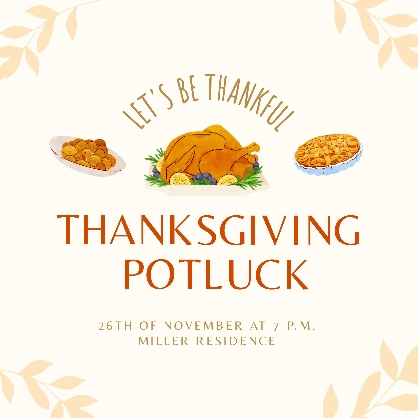 LET'S BE THANKFUL
THANKSGIVING
POTLUCK
26TH OF NOVEMBER AT 7 P.M.
MILLER RESIDENCE